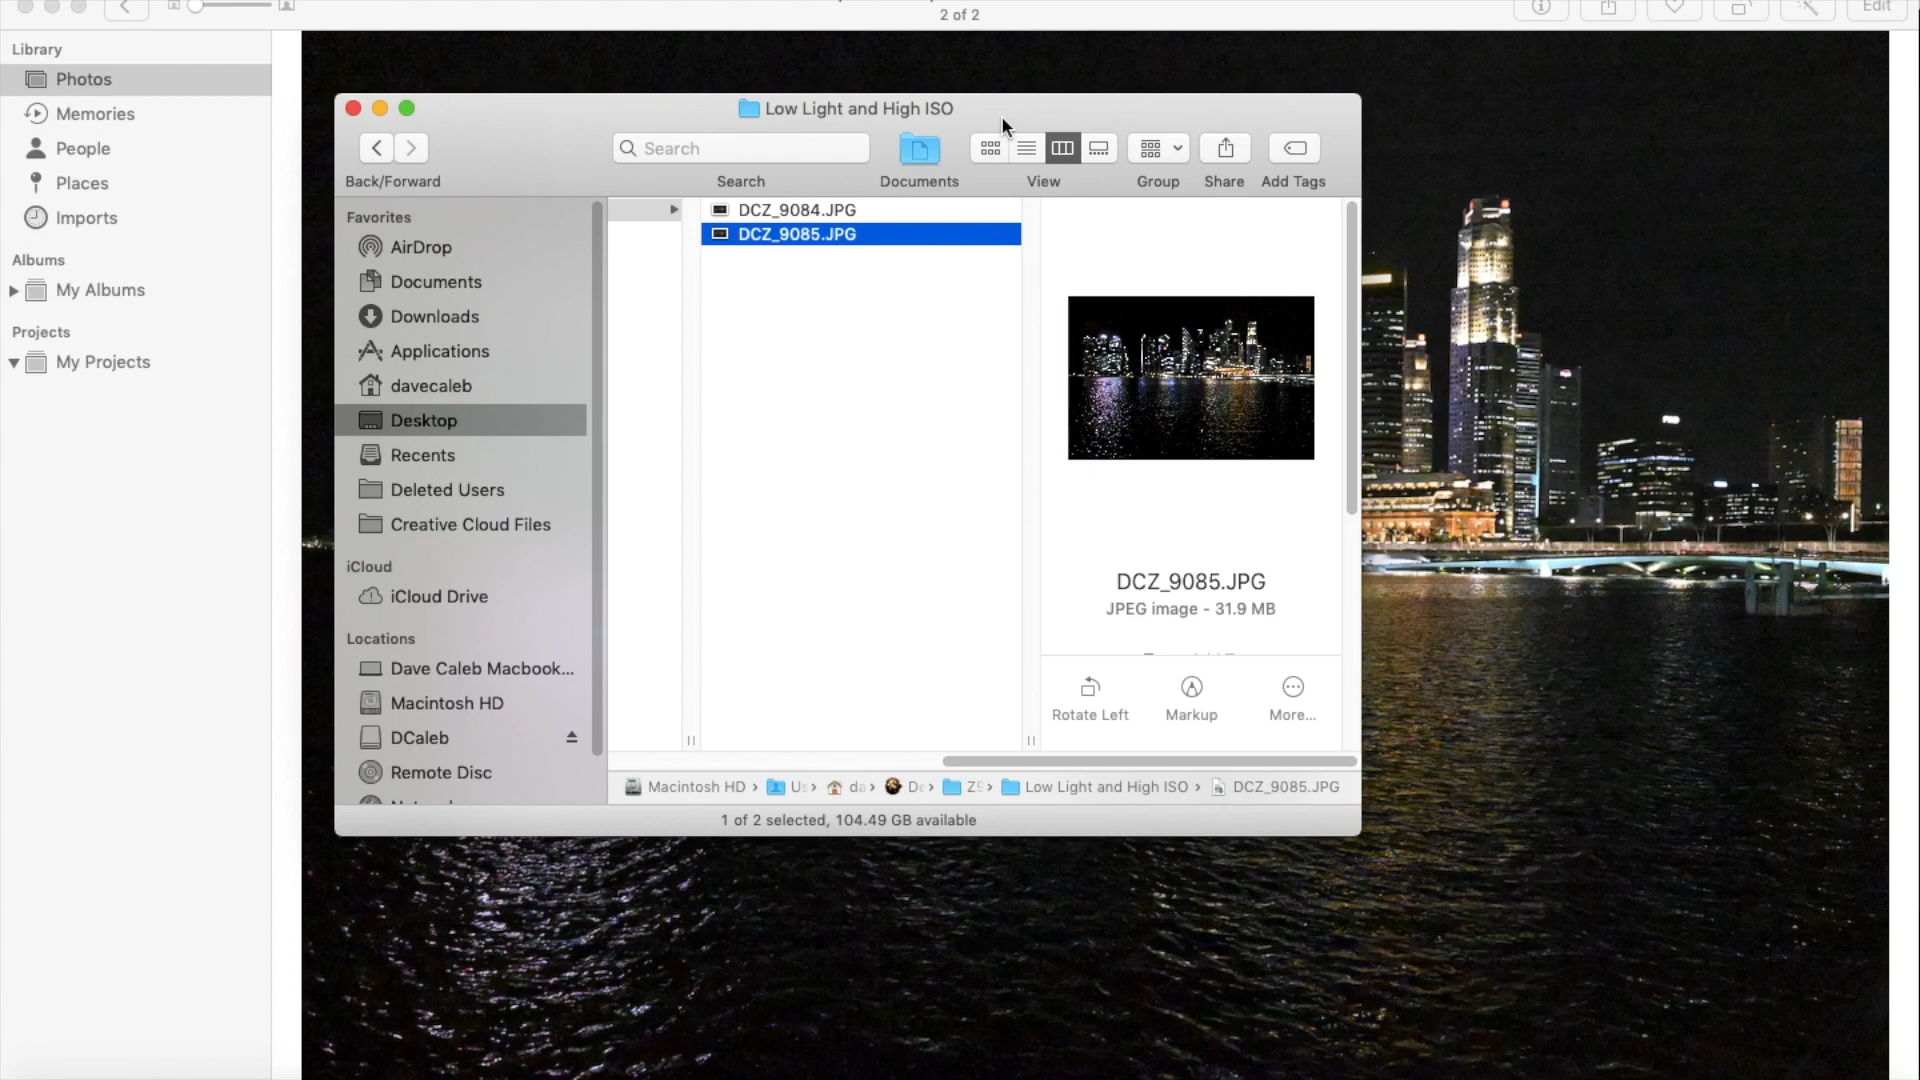 2 of 2
Edit
Library
Photos
Memories
People
Places
Imports
Albums
My Albums
Projects
My Projects
Low Light and High ISO
Search
Back/Forward
Search
Documents
View
Group
Share
Add Tags
Favorites
AirDrop
Documents
Downloads
Applications
davecaleb
Desktop
Recents
Deleted Users
Creative Cloud Files
iCloud
iCloud Drive
Locations
Dave Caleb Macbook...
Macintosh HD
DCaleb
Remote Disc
DCZ_9084.JPG
DCZ_9085.JPG
DCZ_9085.JPG
JPEG image - 31.9 MB
Rotate Left
Markup
More...
Macintosh HD › Us › da › De › ZS › Low Light and High ISO › DCZ_9085.JPG
1 of 2 selected, 104.49 GB available